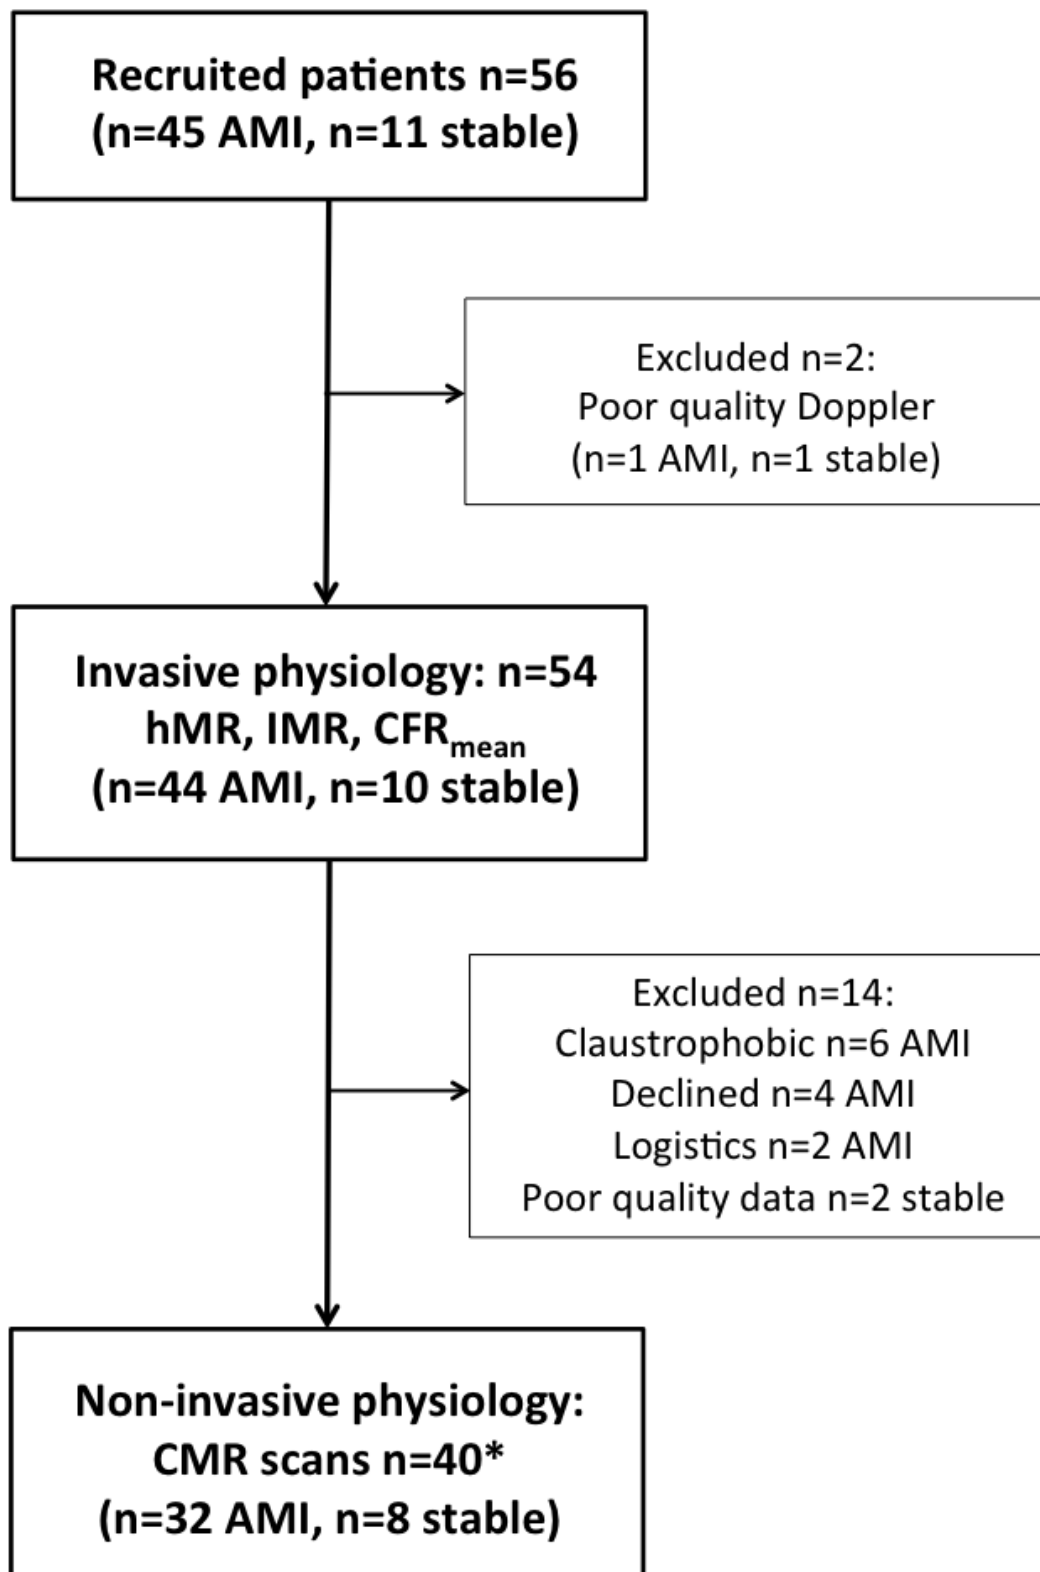 Recruited patients n=56
(n=45 AMI, n=11 stable)
Excluded n=2:
Poor quality Doppler
(n=1 AMI, n=1 stable)
Invasive physiology: n=54
hMR, IMR, CFRmean
(n=44 AMI, n=10 stable)
Excluded n=14:
Claustrophobic n=6 AMI
Declined n=4 AMI
Logistics n=2 AMI
Poor quality data n=2 stable
Non-invasive physiology:
CMR scans n=40*
(n=32 AMI, n=8 stable)